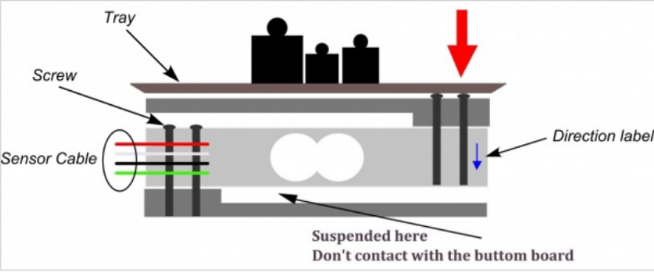 Tray
Screw
Sensor Cable
Direction label
Suspended here
Don't contact with the buttom board